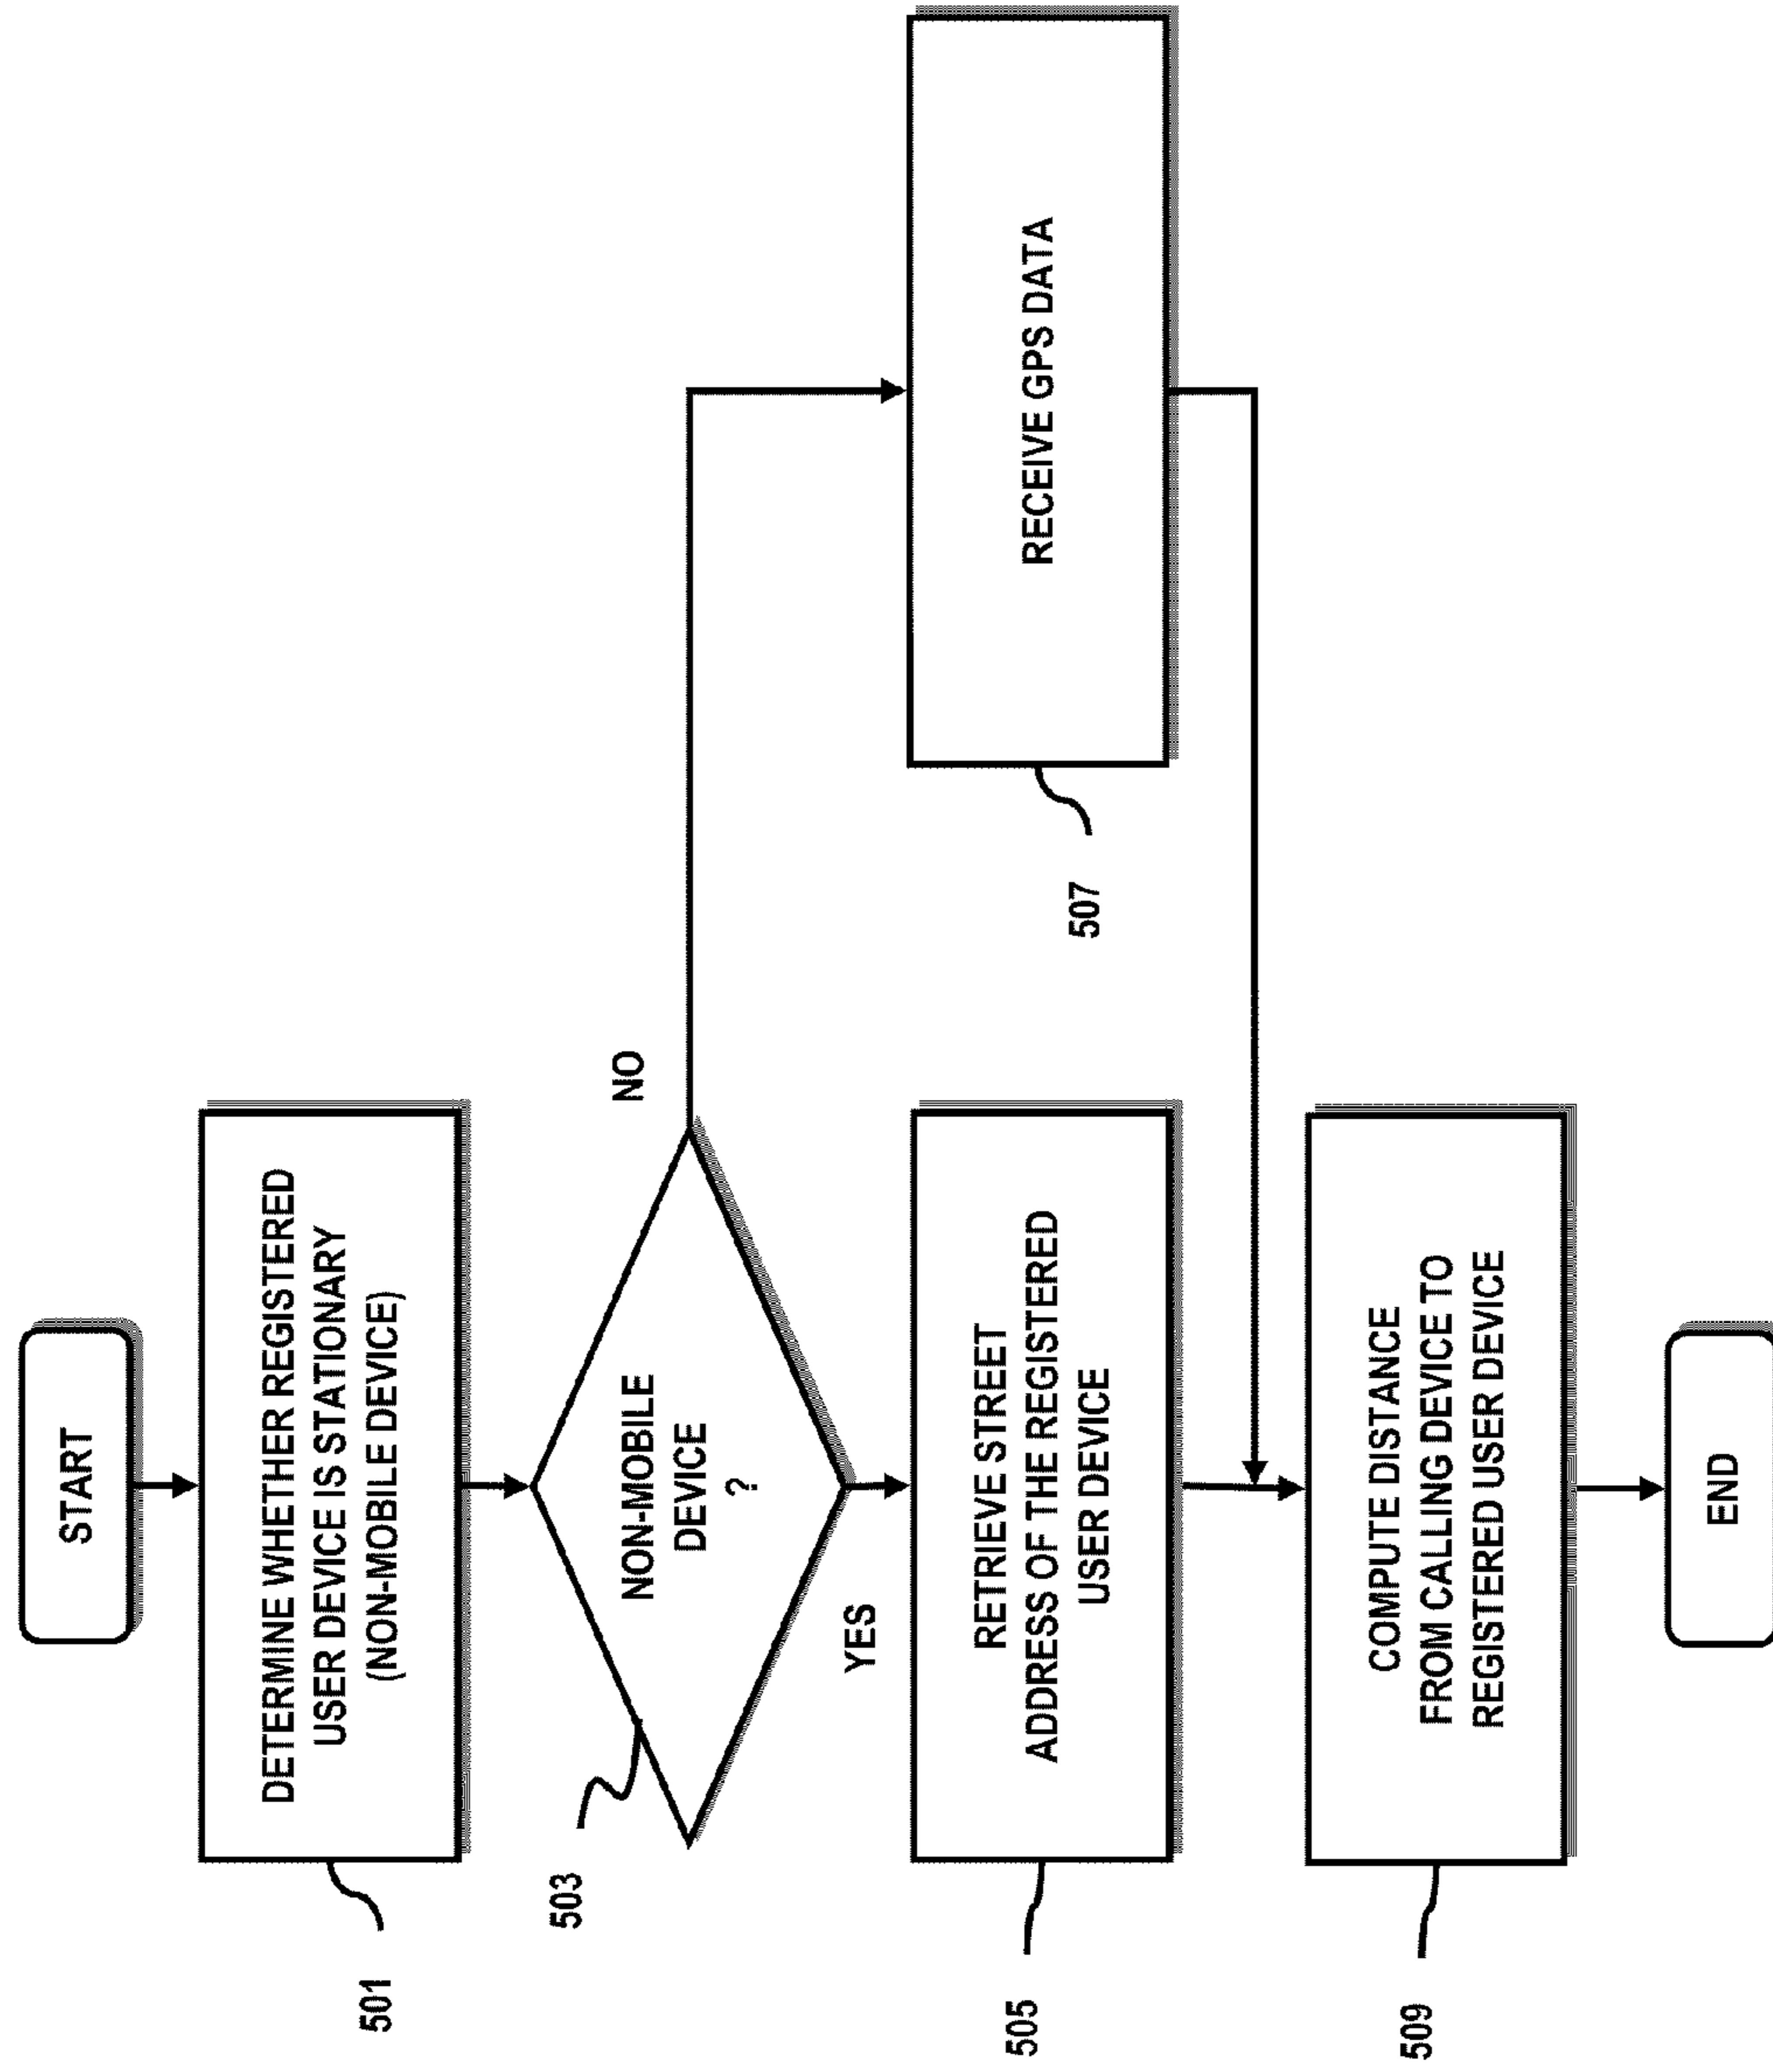 START
DETERMINE WHETHER REGISTERED
USER DEVICE IS STATIONARY
(NON-MOBILE DEVICE)
501
NON-MOBILE
DEVICE
?
503
NO
YES
RETRIEVE STREET
ADDRESS OF THE REGISTERED
USER DEVICE
505
RECEIVE GPS DATA
507
COMPUTE DISTANCE
FROM CALLING DEVICE TO
REGISTERED USER DEVICE
509
END